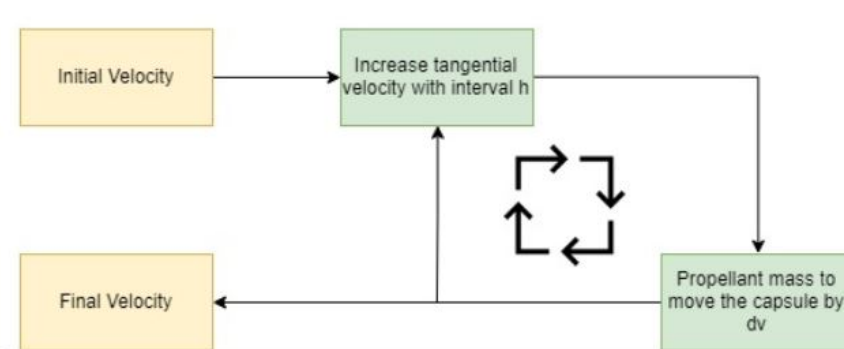 Initial Velocity
Increase tangential
velocity with interval h
Final Velocity
Propellant mass to
move the capsule by
dv